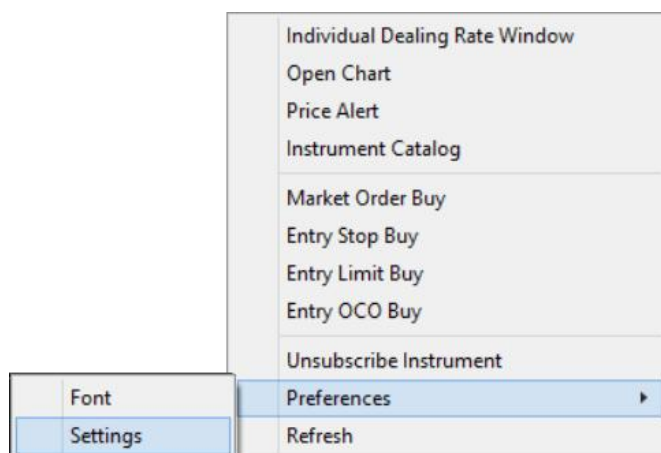 Individual Dealing Rate Window
Open Chart
Price Alert
Instrument Catalog
Market Order Buy
Entry Stop Buy
Entry Limit Buy
Entry OCO Buy
Unsubscribe Instrument
Preferences
Font
Settings
Refresh